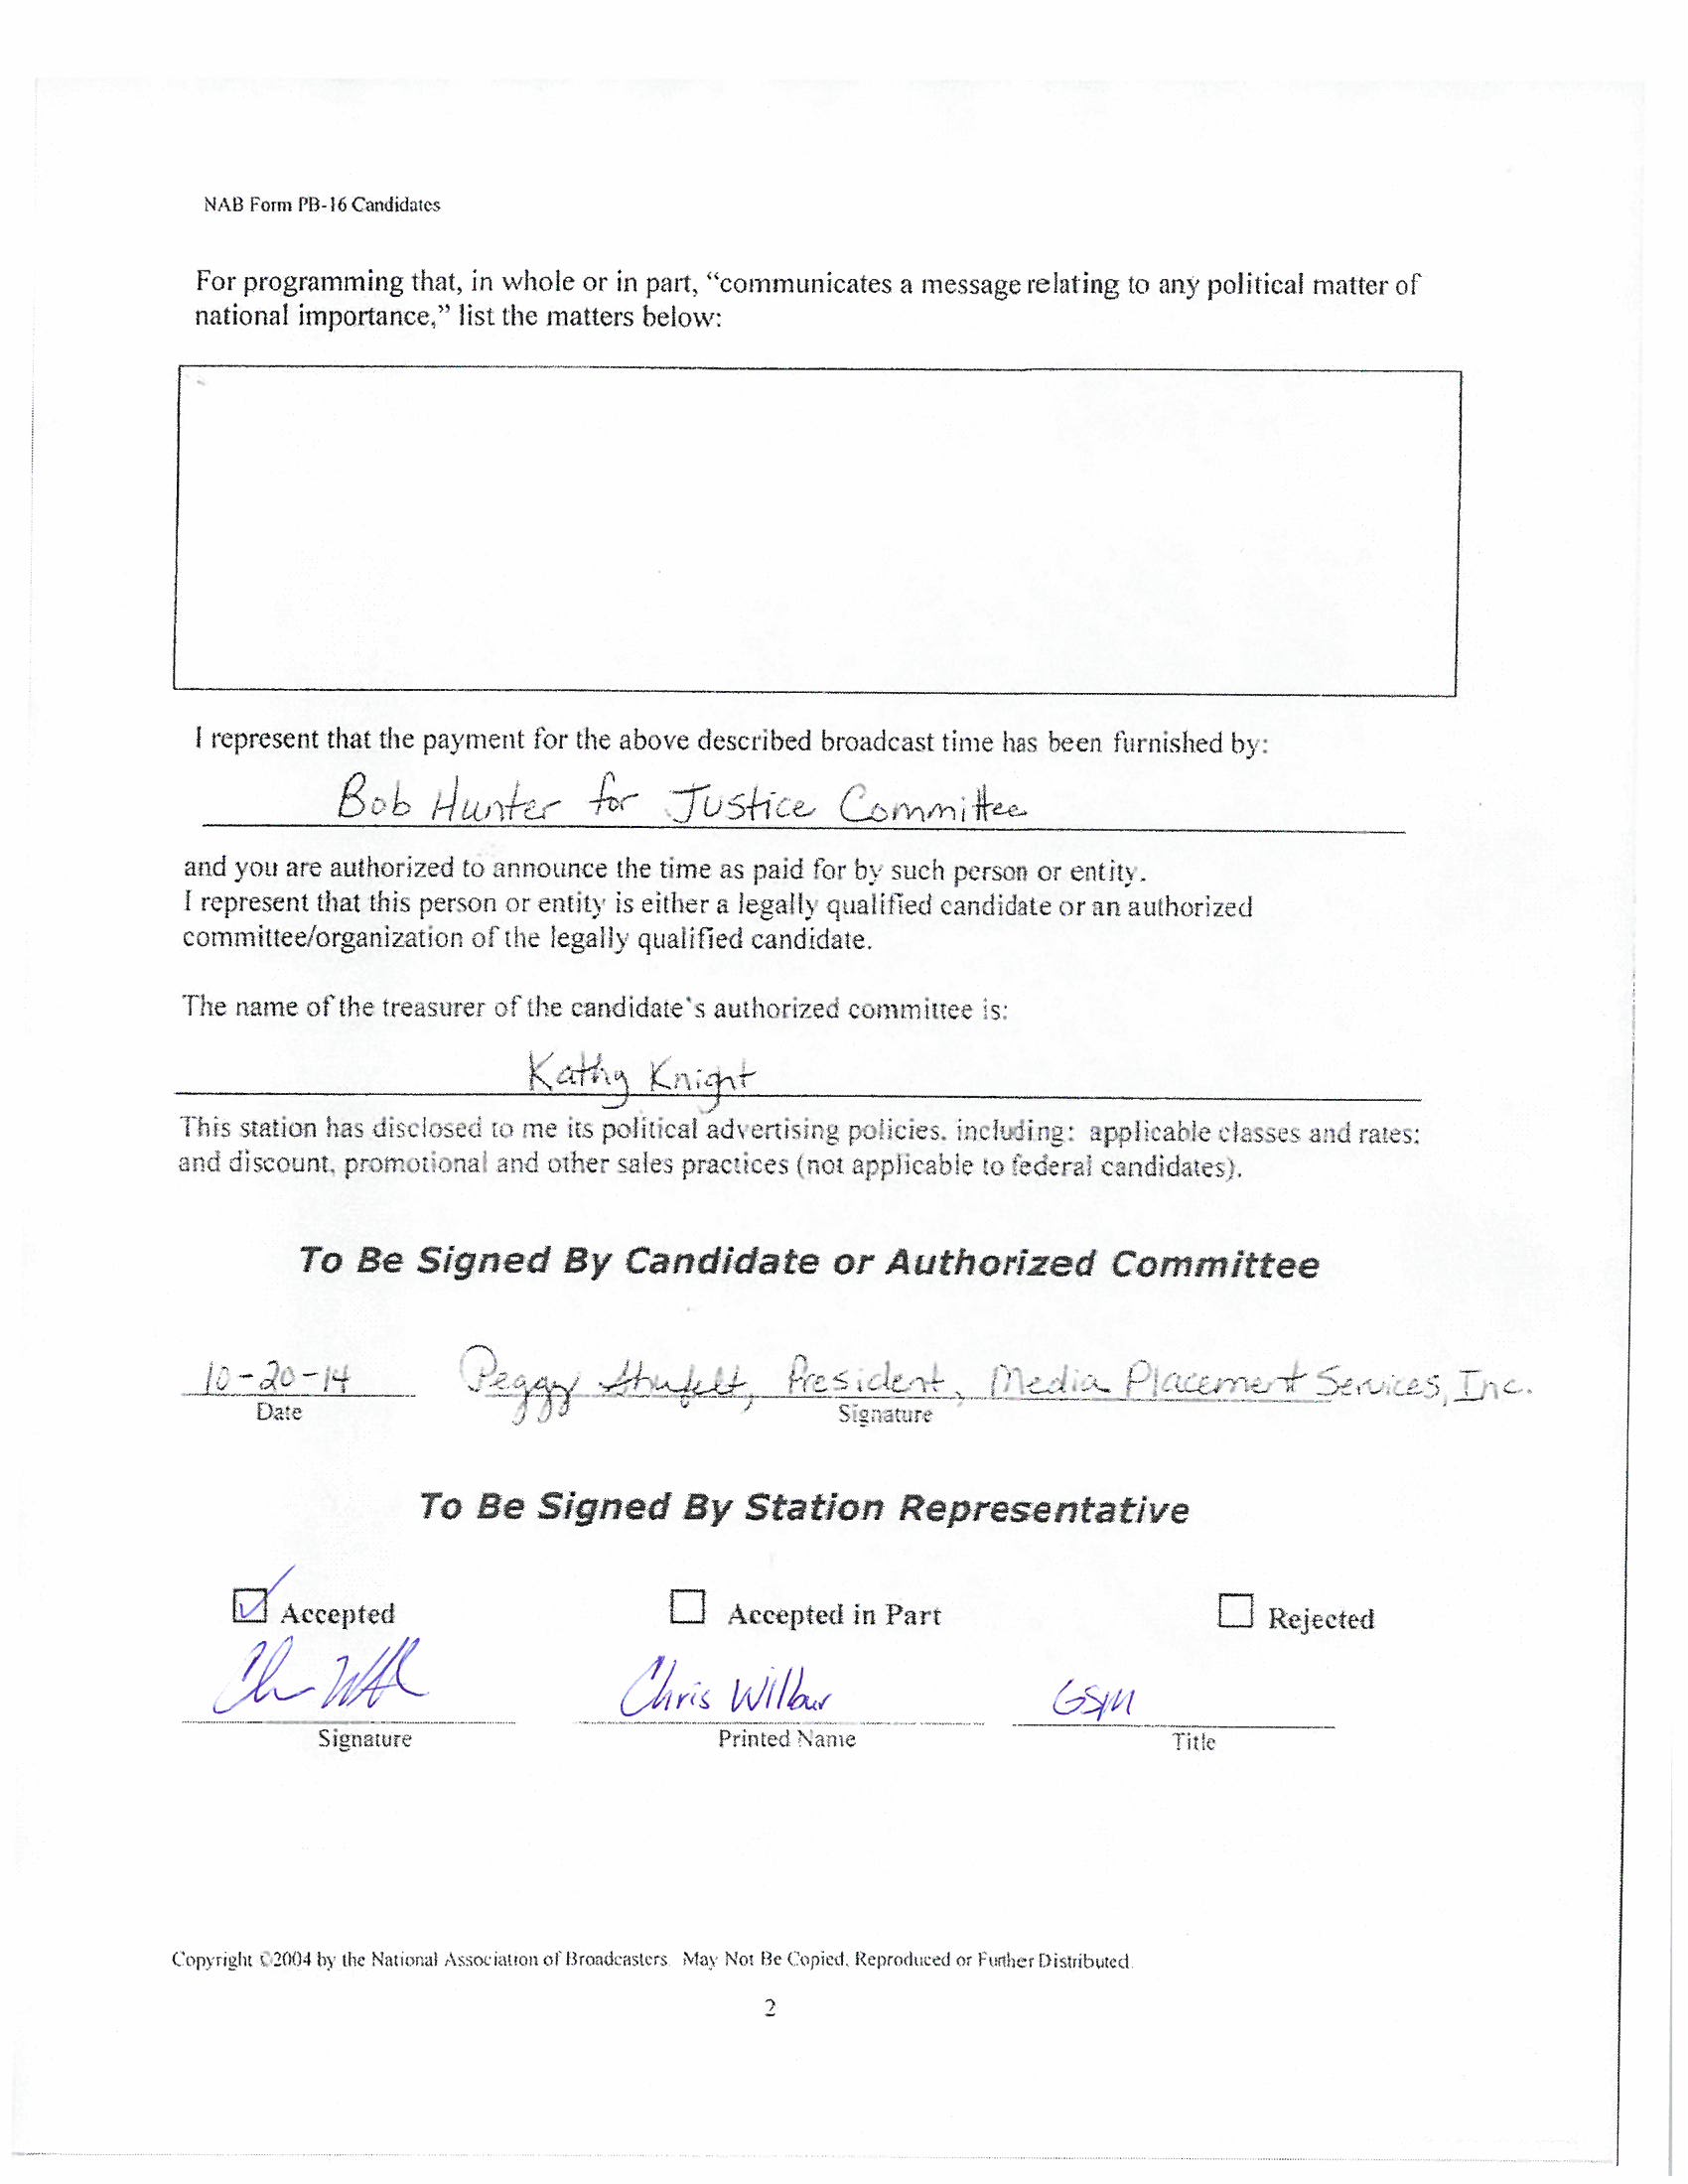 NAB Form PB-16 Candidates
For programming that, in whole or in part, “communicates a message relating to any political matter of
national importance,” list the matters below:
I represent that the payment for the above described broadcast time has been furnished by:
Bob Hunter for Justice Committee
and you are authorized to announce the time as paid for by such person or entity.
I represent that this person or entity is either a legally qualified candidate or an authorized
committee/organization of the legally qualified candidate.
The name of the treasurer of the candidate's authorized committee is:
Kathy Knight
This station has disclosed to me its political advertising policies, including: applicable classes and rates;
and discount, promotional and other sales practices (not applicable to federal candidates).
To Be Signed By Candidate or Authorized Committee
10-20-14 Peggy Shufelt, President, Media Placement Services, Inc.
Date Signature
To Be Signed By Station Representative
Accepted Accepted in Part Rejected
Chris Wilbur GSM
Signature Printed Name Title
Copyright ©2004 by the National Association of Broadcasters. May Not Be Copied, Reproduced or Further Distributed.
2